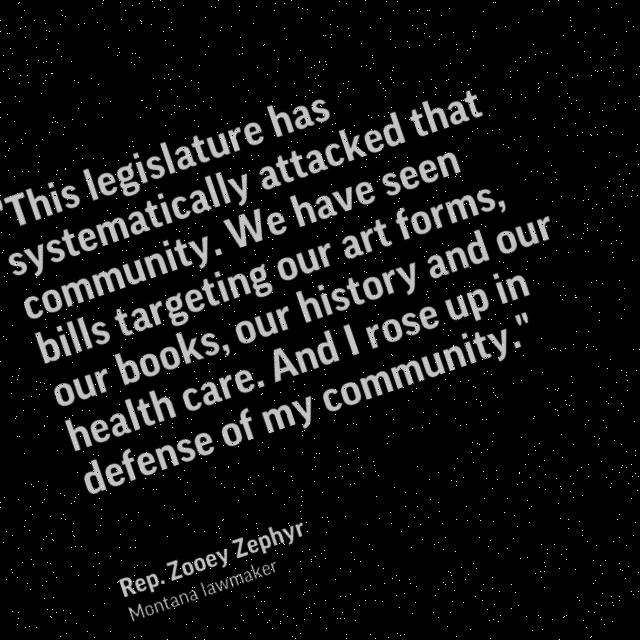 "This legislature has
systematically attacked that
community. We have seen
bills targeting our art forms,
our books, our history and our
health care. And I rose up in
defense of my community."
Rep. Zooey Zephyr
Montana lawmaker